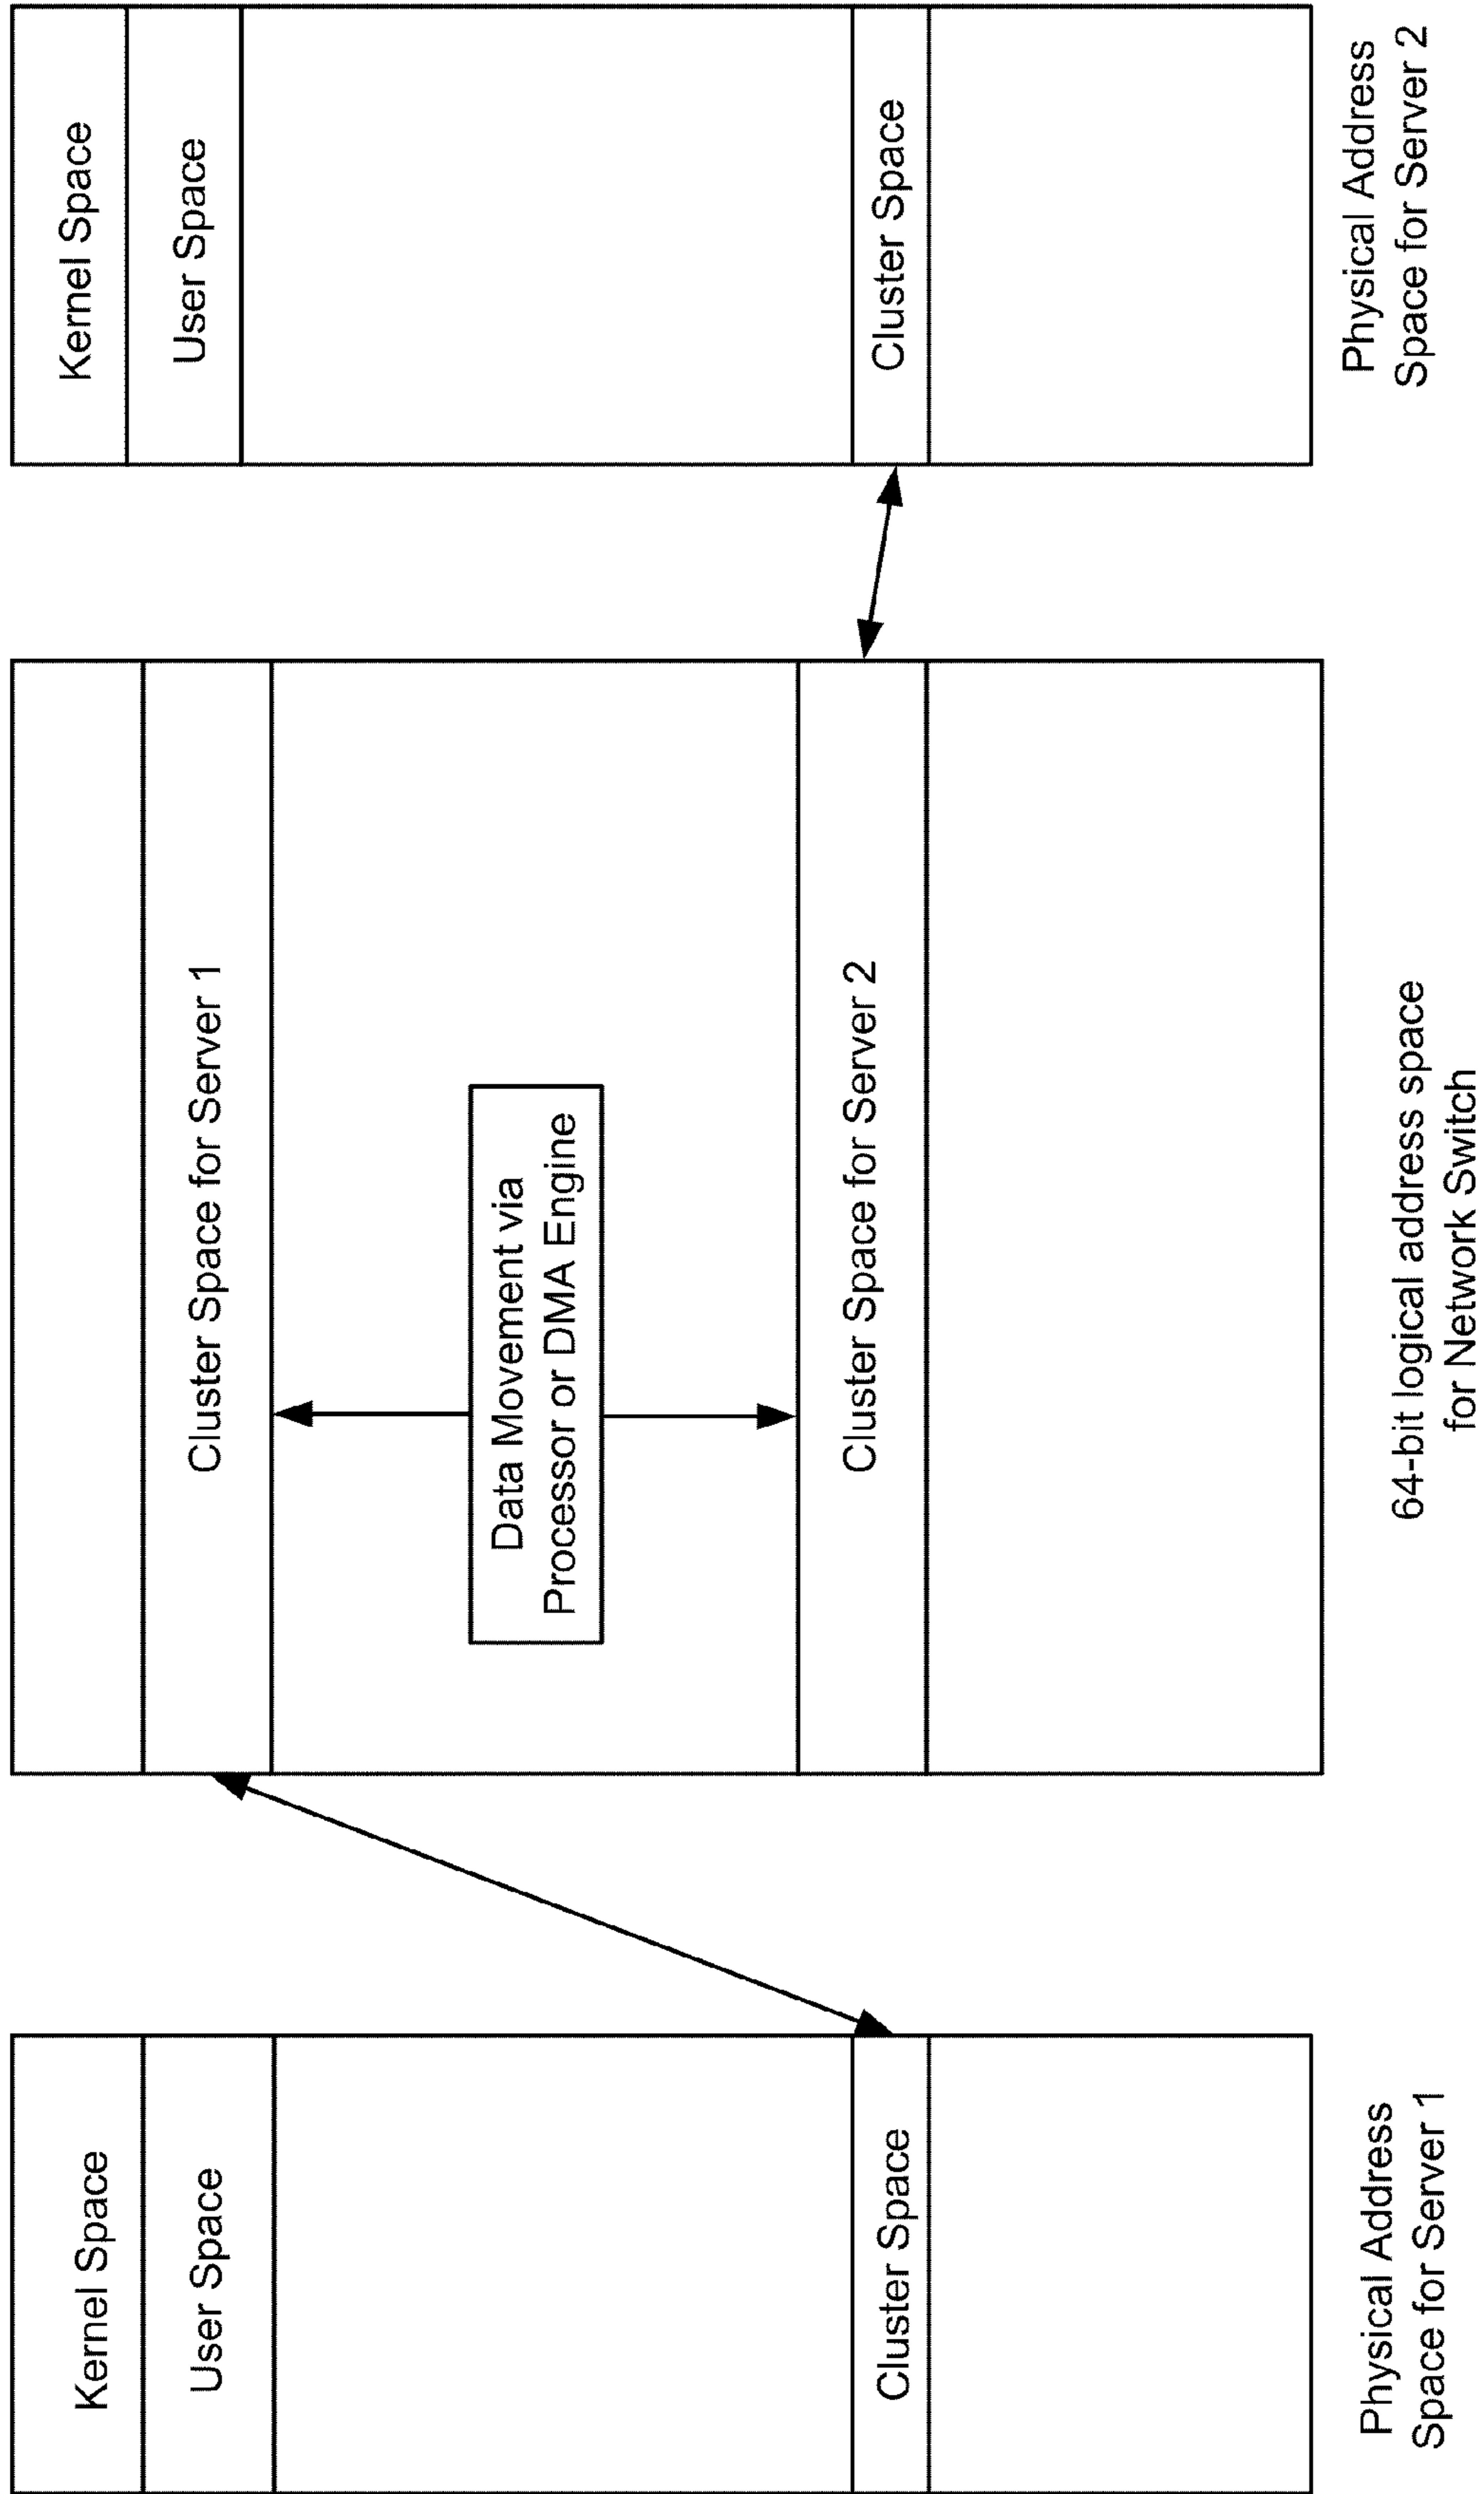 Kernel Space
User Space
Cluster Space
Physical Address
Space for Server 1
Cluster Space for Server 1
Data Movement via
Processor or DMA Engine
Cluster Space for Server 2
64-bit logical address space
for Network Switch
Kernel Space
User Space
Cluster Space
Physical Address
Space for Server 2